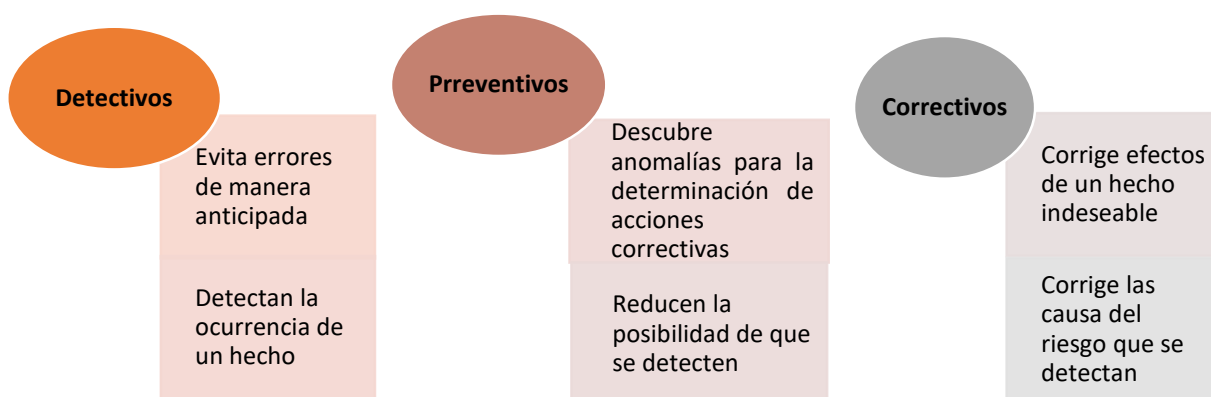 Detectivos
Evita errores
de manera
anticipada
Detectan la
ocurrencia de
un hecho
Prreventivos
Descubre
anomalías para la
determinación de
acciones
correctivas
Reducen la
posibilidad de que
se detecten
Correctivos
Corrige efectos
de un hecho
indeseable
Corrige las
causa del
riesgo que se
detectan